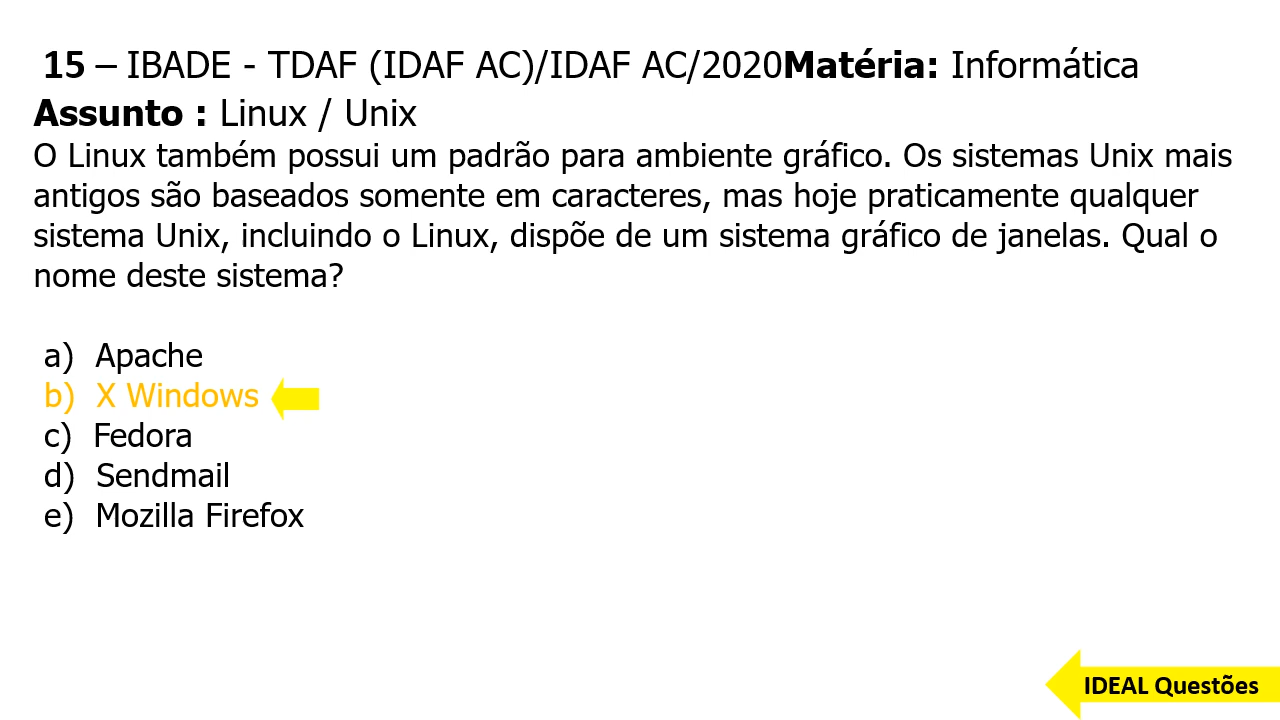 15 – IBADE - TDAF (IDAF AC)/IDAF AC/2020Matéria: Informática
Assunto : Linux / Unix
O Linux também possui um padrão para ambiente gráfico. Os sistemas Unix mais
antigos são baseados somente em caracteres, mas hoje praticamente qualquer
sistema Unix, incluindo o Linux, dispõe de um sistema gráfico de janelas. Qual o
nome deste sistema?
a) Apache
b) X Windows
c) Fedora
d) Sendmail
e) Mozilla Firefox
IDEAL Questões